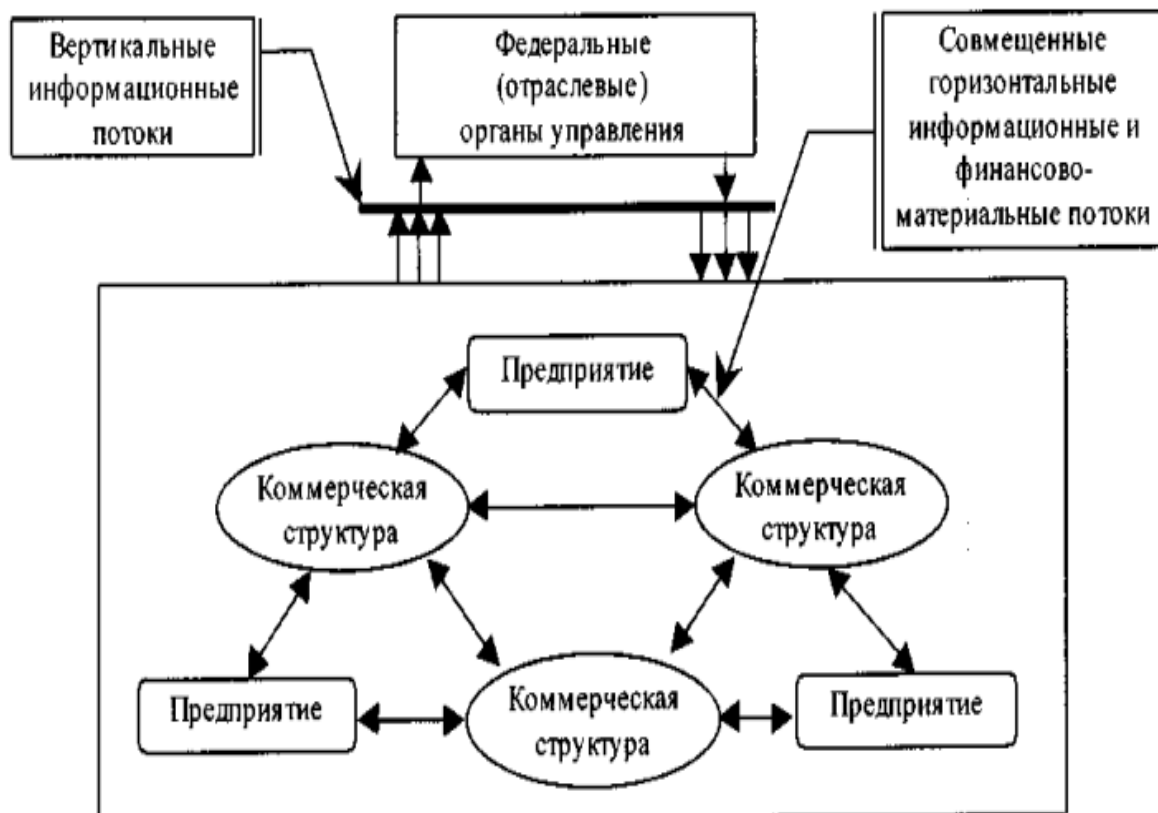 Вертикальные
информационные
потоки
Федеральные
(отраслевые)
органы управления
Совмещенные
горизонтальные
информационные и
финансово-
материальные потоки
Предприятие
Коммерческая
структура
Коммерческая
структура
Предприятие
Коммерческая
структура
Предприятие